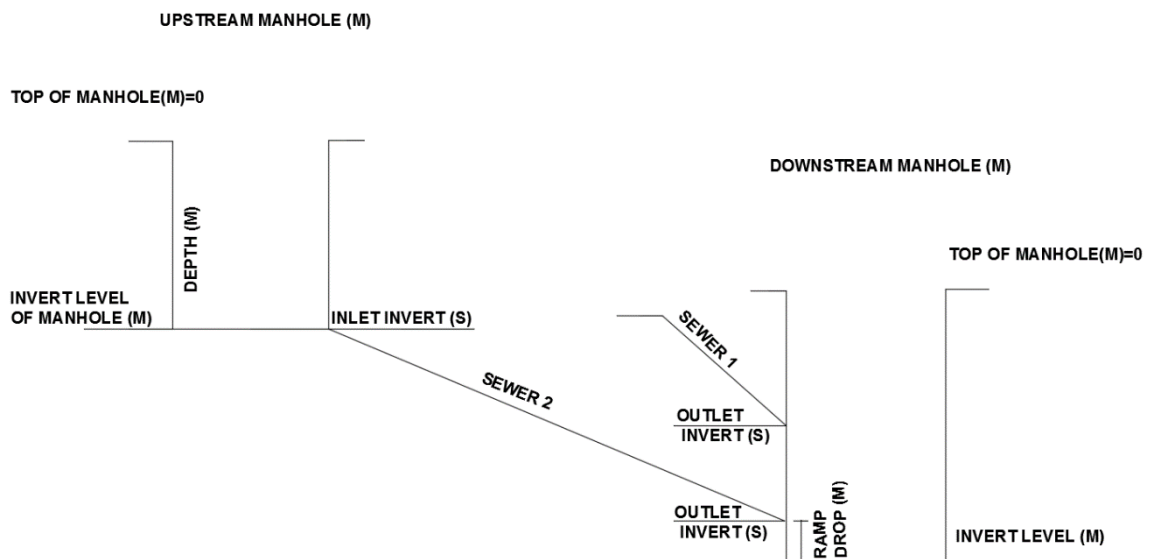 UPSTREAM MANHOLE (M)
TOP OF MANHOLE(M)=0
DOWNSTREAM MANHOLE (M)
TOP OF MANHOLE(M)=0
DEPTH (M)
INVERT LEVEL
OF MANHOLE (M)
INLET INVERT (S)
SEWER 1
SEWER 2
OUTLET
INVERT (S)
OUTLET
INVERT (S)
RAMP
DROP (M)
INVERT LEVEL (M)